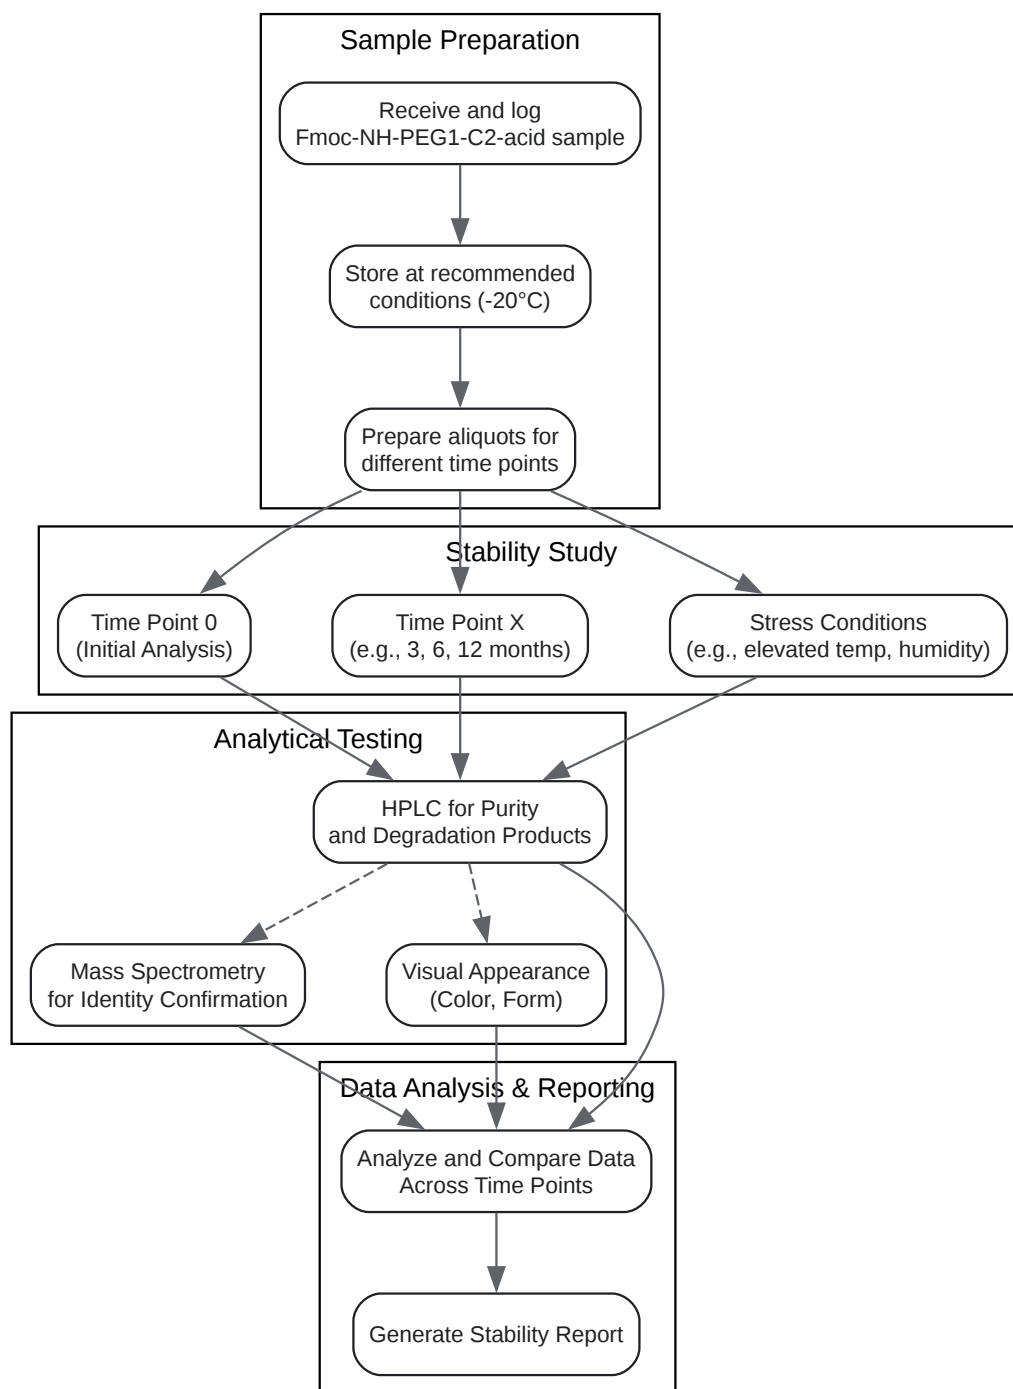 Sample Preparation
Receive and log
Fmoc-NH-PEG1-C2-acid sample
Store at recommended
conditions (-20°C)
Prepare aliquots for
different time points
Stability Study
Time Point 0
(Initial Analysis)
Time Point X
(e.g., 3, 6, 12 months)
Stress Conditions
(e.g., elevated temp, humidity)
Analytical Testing
HPLC for Purity
and Degradation Products
Mass Spectrometry
for Identity Confirmation
Visual Appearance
(Color, Form)
Data Analysis & Reporting
Analyze and Compare Data
Across Time Points
Generate Stability Report